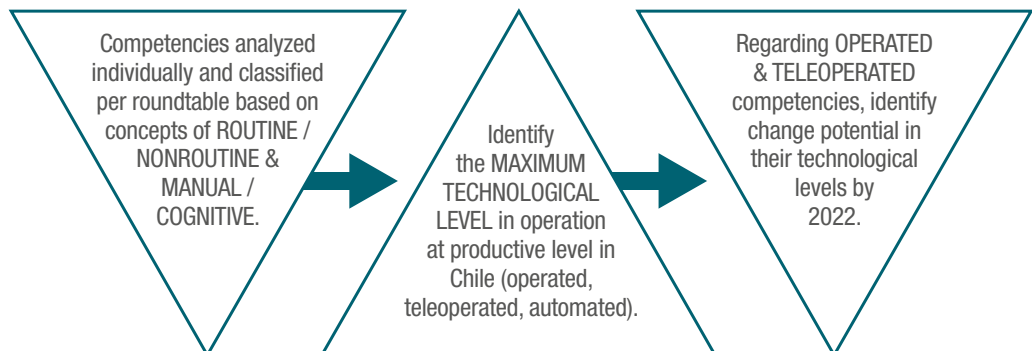 Competencies analyzed
individually and classified
per roundtable based on
concepts of ROUTINE /
NONROUTINE &
MANUAL /
COGNITIVE.
Identify
the MAXIMUM
TECHNOLOGICAL
LEVEL in operation
at productive level in
Chile (operated,
teleoperated, automated).
Regarding OPERATED
& TELEOPERATED
competencies, identify
change potential in
their technological
levels by
2022.